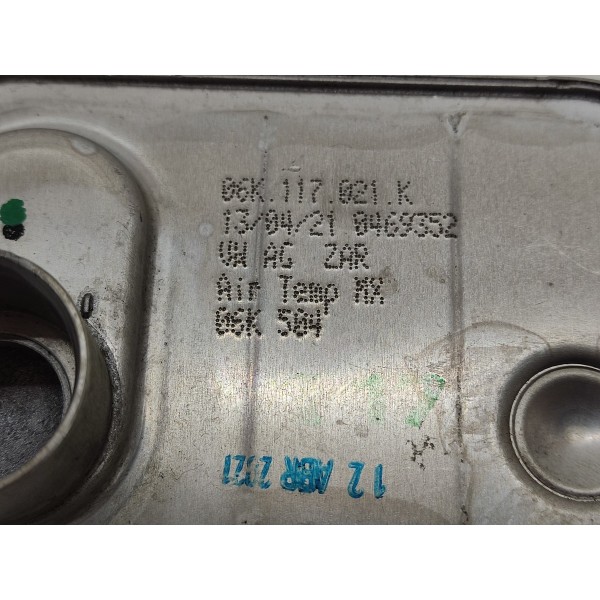 06K.117.021.K
13/04/21 0469352
VW AG ZAR
Air Temp MX
06K 504
12 ABR 2021